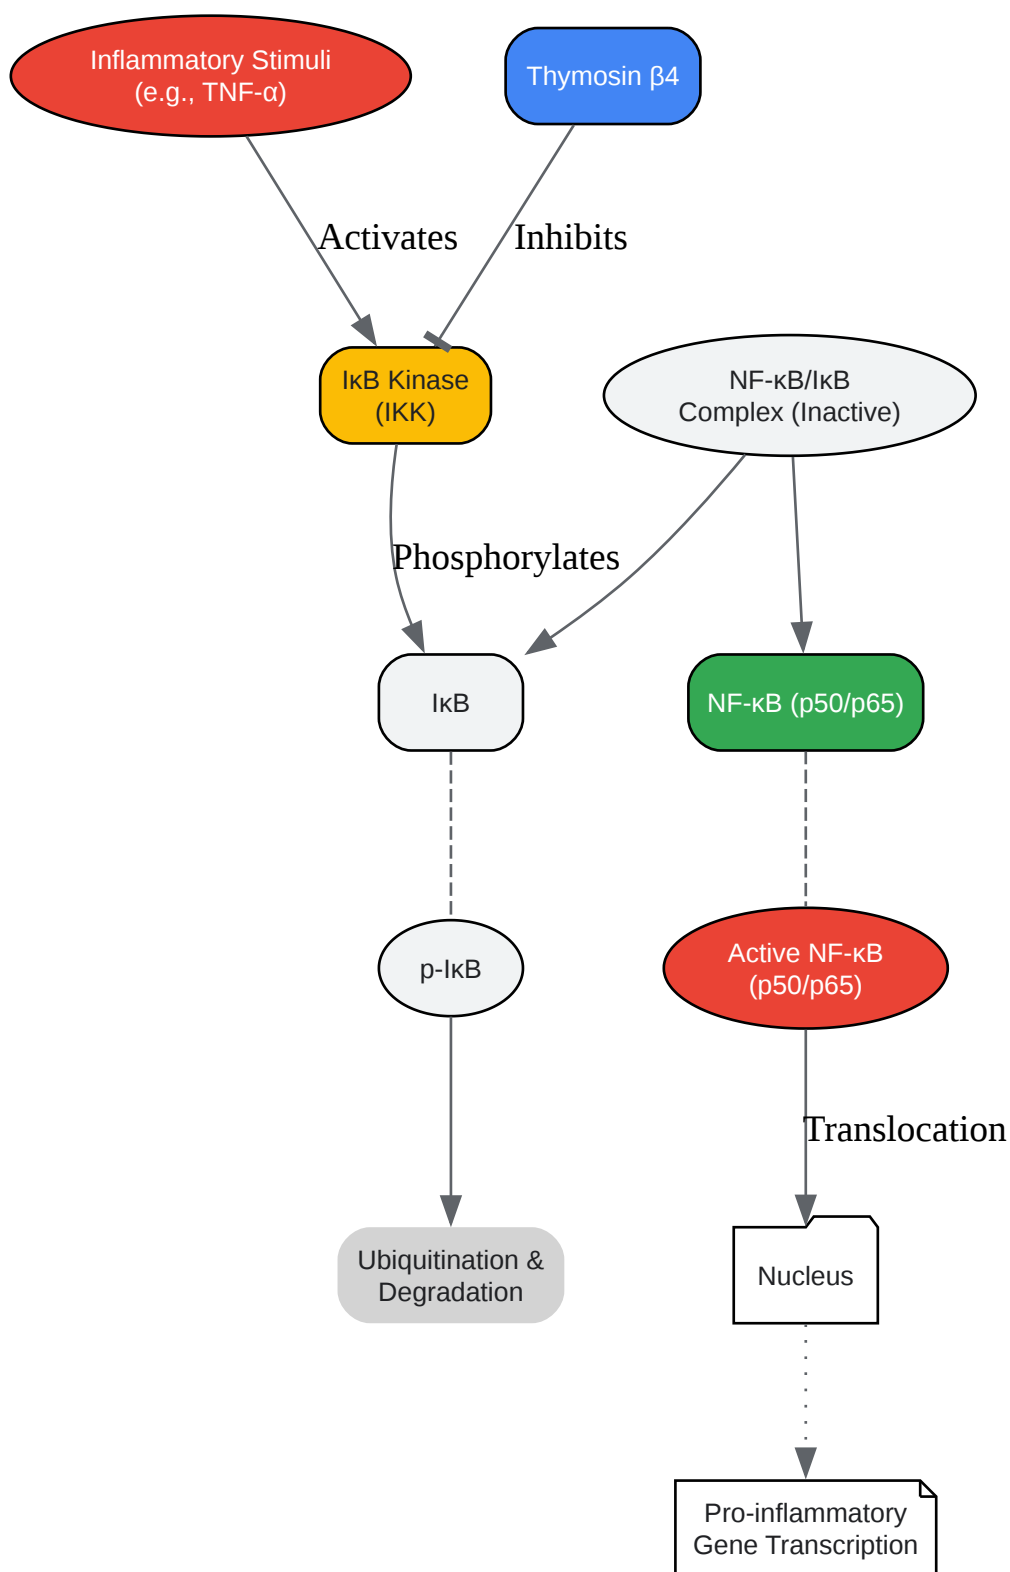 Inflammatory Stimuli
(e.g., TNF-α)
Thymosin β4
Activates
Inhibits
IκB Kinase
(IKK)
NF-κB/IκB
Complex (Inactive)
Phosphorylates
IκB
NF-κB (p50/p65)
p-IκB
Active NF-κB
(p50/p65)
Translocation
Ubiquitination &
Degradation
Nucleus
Pro-inflammatory
Gene Transcription